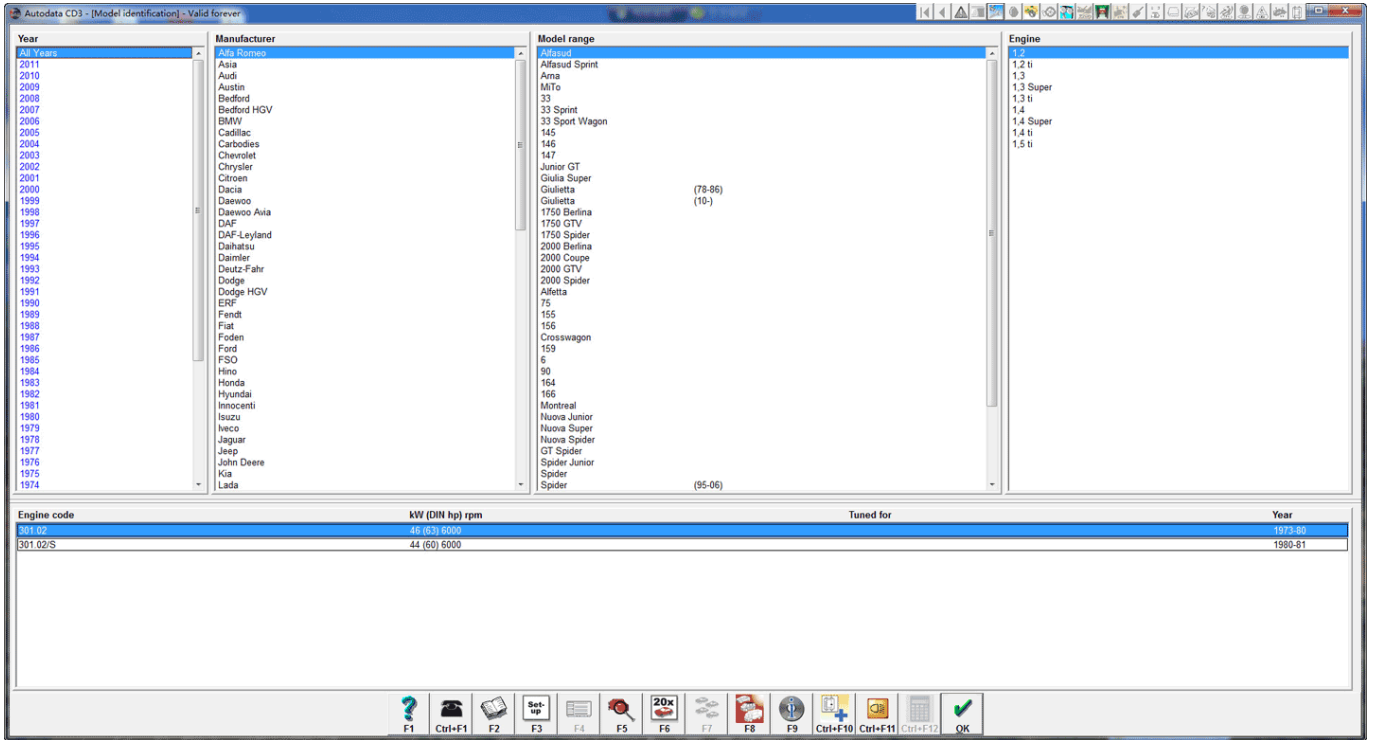 Autodata CD3 - [Model identification] - Valid forever
Year
All Years
2011
2010
2009
2008
2007
2006
2005
2004
2003
2002
2001
2000
1999
1998
1997
1996
1995
1994
1993
1992
1991
1990
1989
1988
1987
1986
1985
1984
1983
1982
1981
1980
1979
1978
1977
1976
1975
1974
Manufacturer
Alfa Romeo
Asia
Audi
Austin
Bedford
Bedford HGV
BMW
Cadillac
Carbodies
Chevrolet
Chrysler
Citroen
Dacia
Daewoo
Daewoo Avia
DAF
DAF-Leyland
Daihatsu
Daimler
Deutz-Fahr
Dodge
Dodge HGV
ERF
Fendt
Fiat
Foden
Ford
FSO
Hino
Honda
Hyundai
Innocenti
Isuzu
Iveco
Jaguar
Jeep
John Deere
Kia
Lada
Model range
Alfasud
Alfasud Sprint
Arna
MiTo
33
33 Sprint
33 Sport Wagon
145
146
147
Junior GT
Giulia Super
Giulietta (78-86)
Giulietta (10-)
1750 Berlina
1750 GTV
1750 Spider
2000 Berlina
2000 Coupe
2000 GTV
2000 Spider
Alfetta
75
155
156
Crosswagon
159
6
90
164
166
Montreal
Nuova Junior
Nuova Super
Nuova Spider
GT Spider
Spider Junior
Spider
Spider (95-06)
Engine
1,2
1,2 ti
1,3
1,3 Super
1,3 ti
1,4
1,4 Super
1,4 ti
1,5 ti
Engine code kW (DIN hp) rpm Tuned for Year
301.02 46 (63) 6000 1973-80
301.02/S 44 (60) 6000 1980-81
Set-up
20x
F1 Ctrl+F1 F2 F3 F4 F5 F6 F7 F8 F9 Ctrl+F10 Ctrl+F11 Ctrl+F12 OK